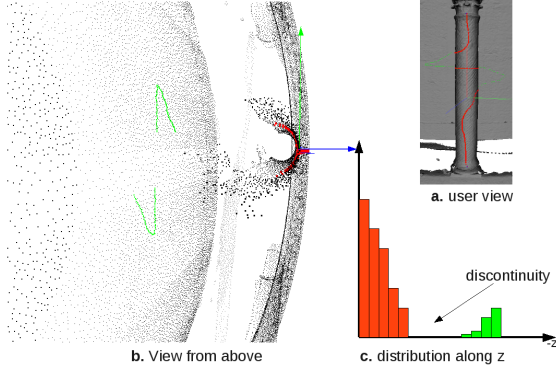 a. user view
discontinuity
-z
b. View from above
c. distribution along z